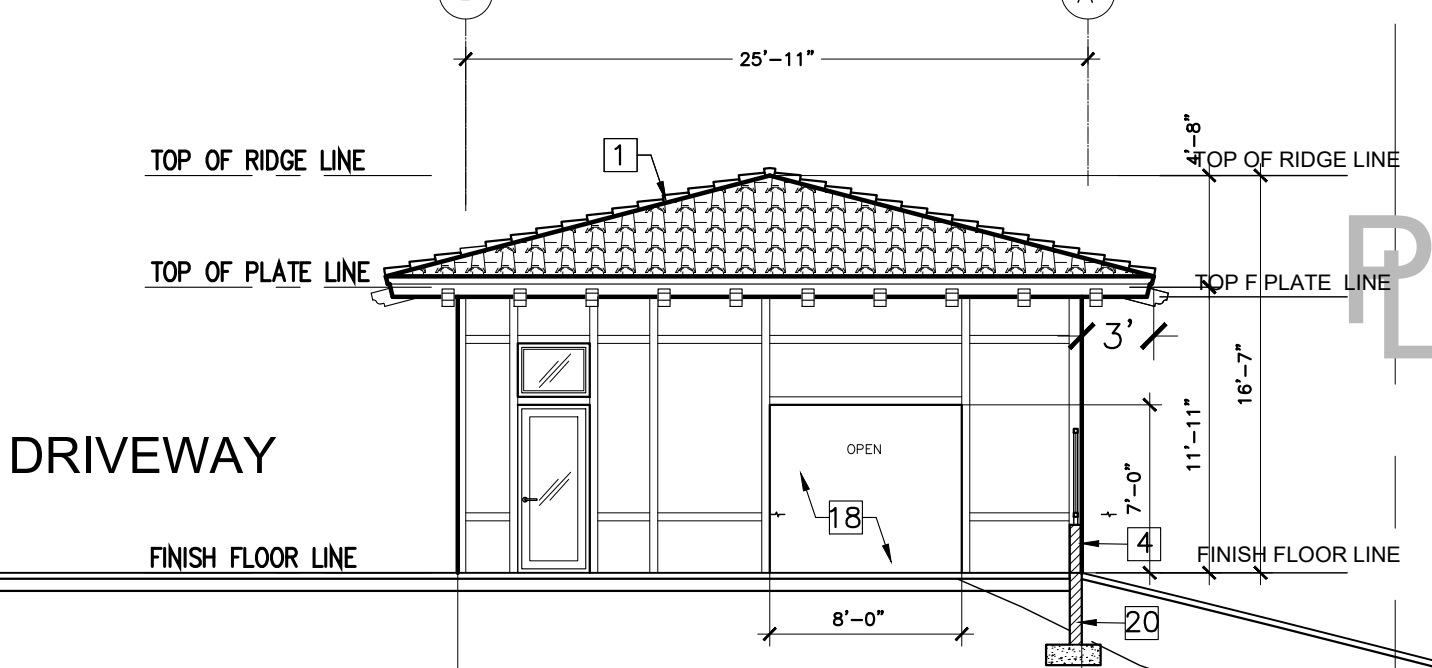 25'-11"
TOP OF RIDGE LINE
1
4'-8"
TOP OF RIDGE LINE
TOP OF PLATE LINE
TOP F PLATE LINE
PL
3'
16'-7"
11'-11"
DRIVEWAY
OPEN
7'-0"
18
4
FINISH FLOOR LINE
FINISH FLOOR LINE
8'-0"
20